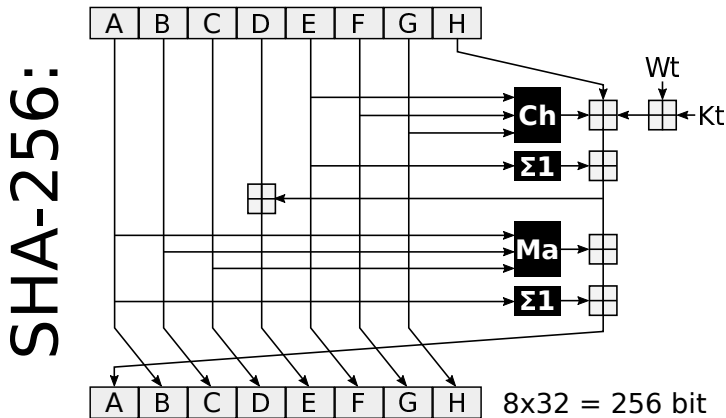 SHA-256:
A B C D E F G H
Wt
Ch
Kt
Σ1
Ma
Σ1
A B C D E F G H
8x32 = 256 bit